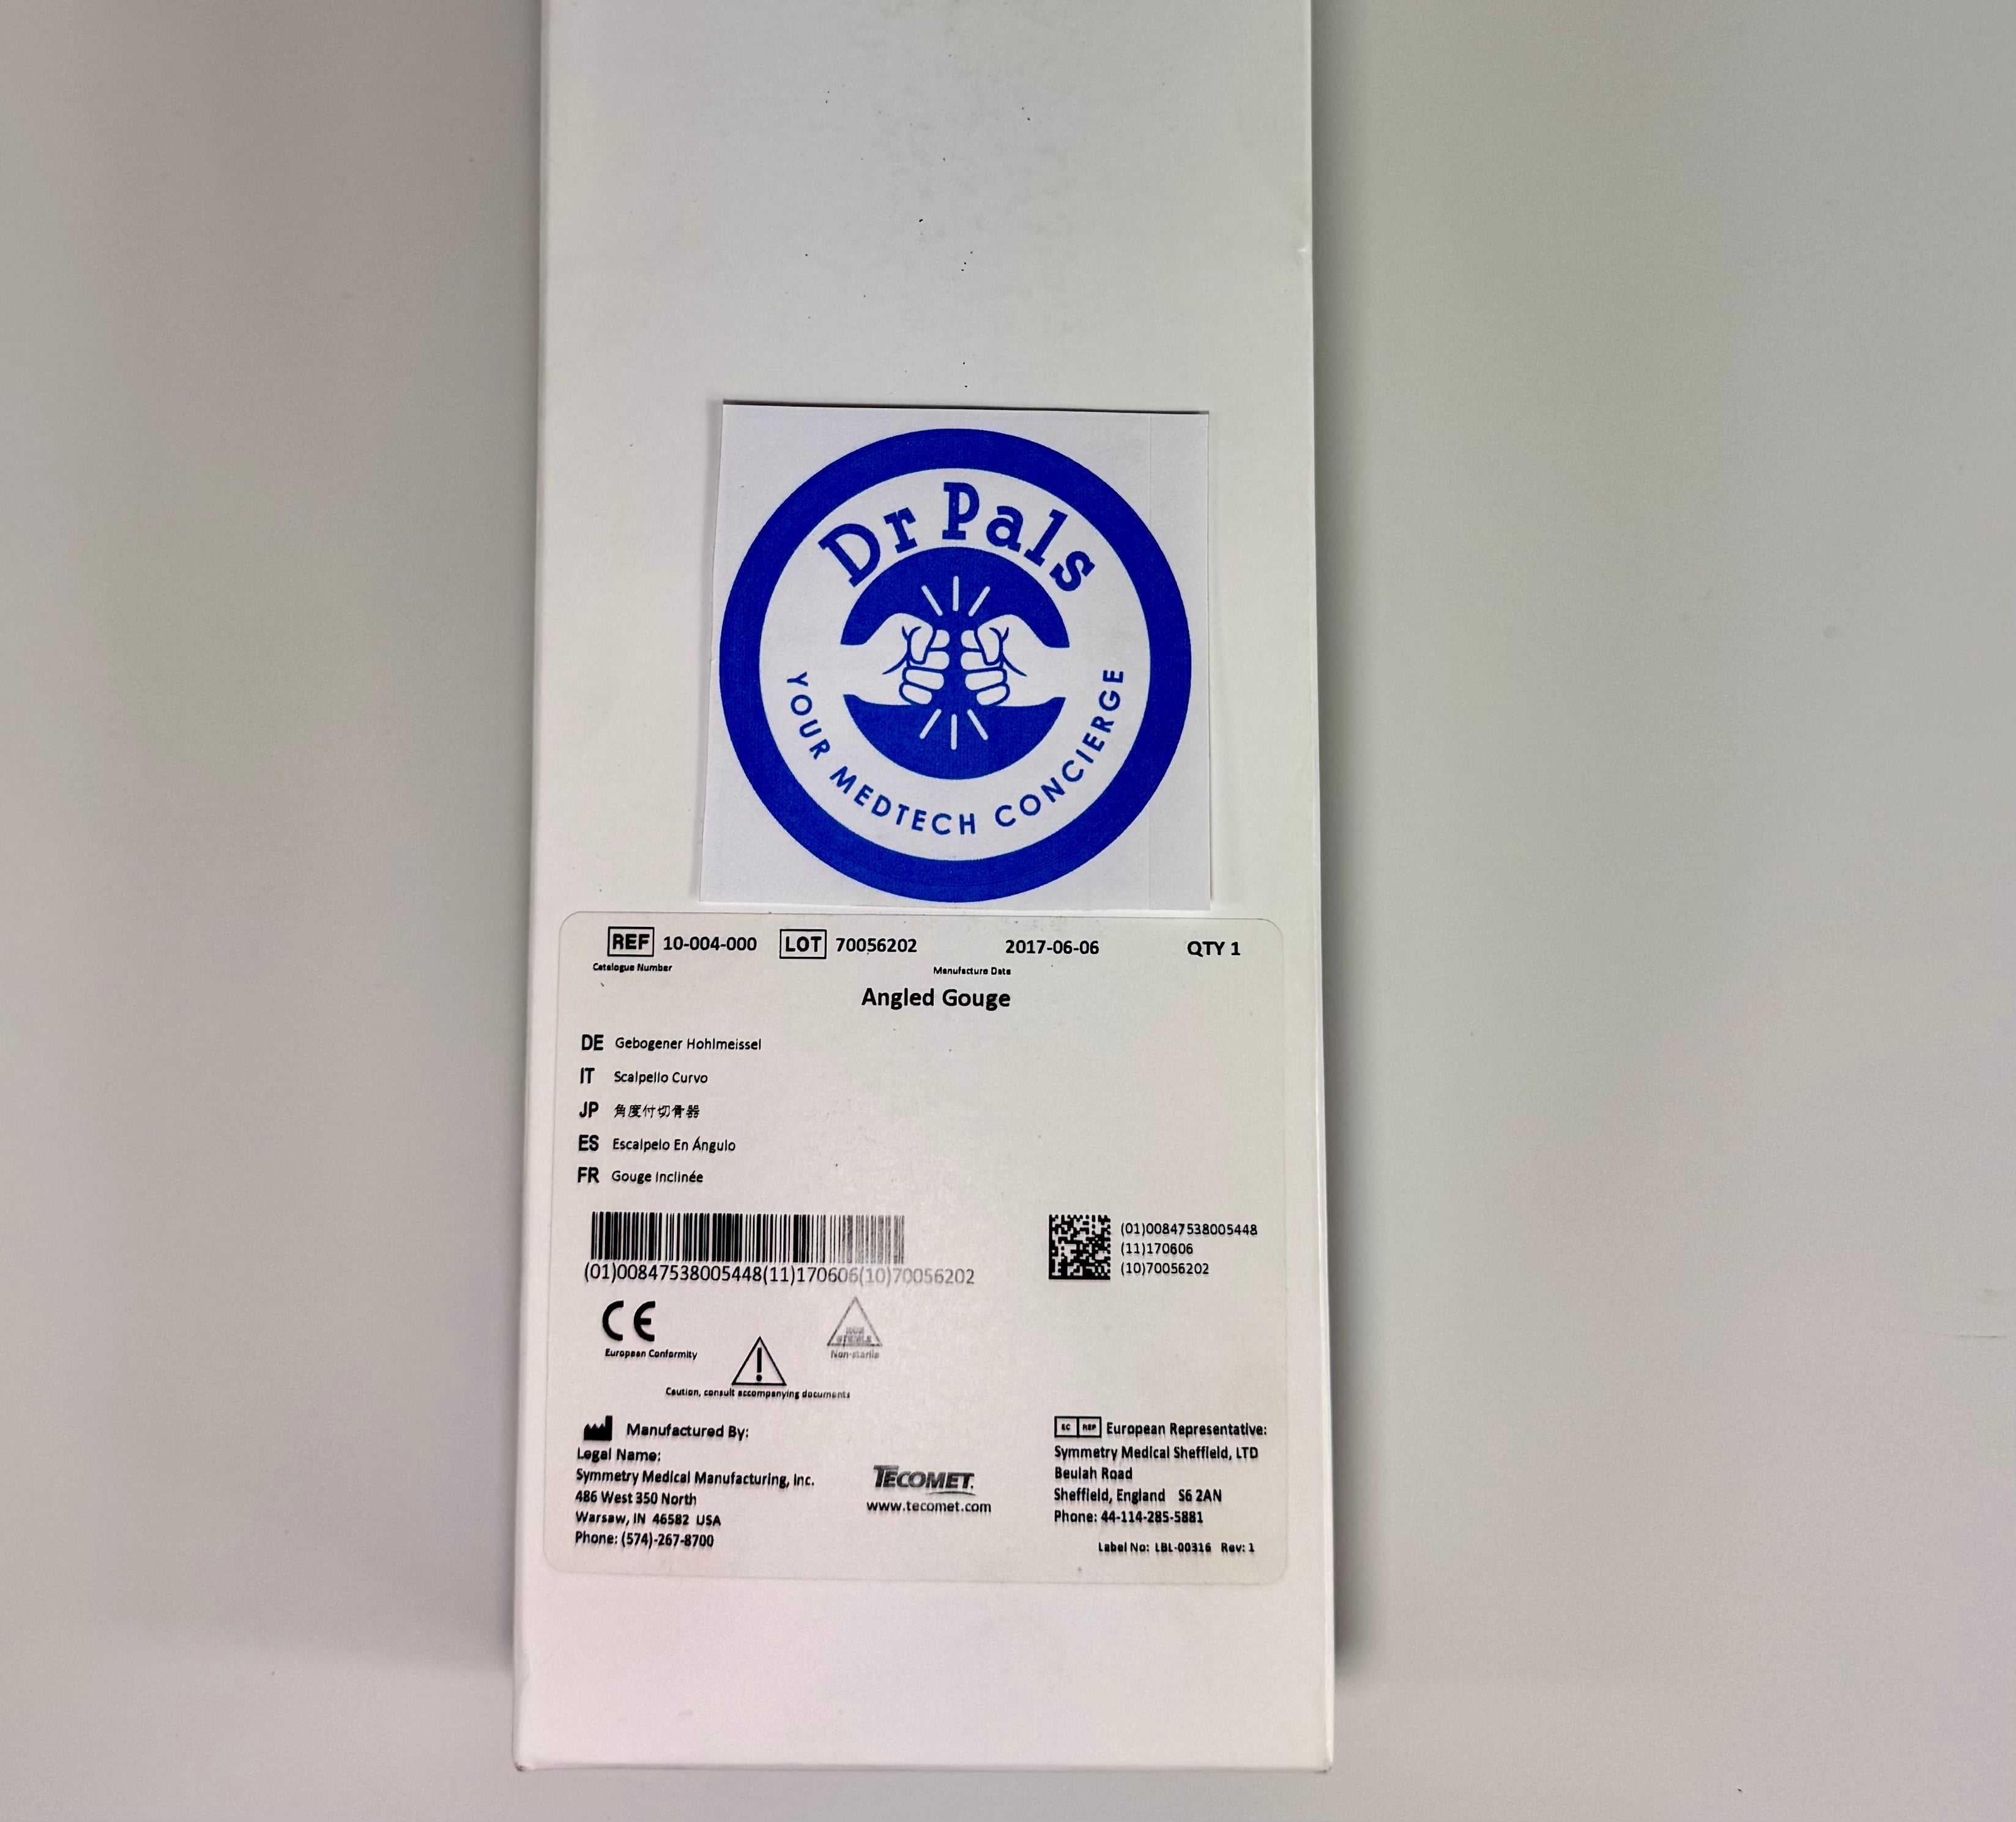 Dr Pals
YOUR MEDTECH CONCIERGE
REF 10-004-000 LOT 70056202 2017-06-06 QTY 1
Catalogue Number Manufacture Date
Angled Gouge
DE Gebogener Hohlmeissel
IT Scalpello Curvo
JP 角度付切骨器
ES Escalpelo En Ángulo
FR Gouge Inclinée
(01)00847538005448(11)170606(10)70056202
(01)00847538005448
(11)170606
(10)70056202
CE
European Conformity
NON STERILE
Non-sterile
!
Caution, consult accompanying documents
Manufactured By:
Legal Name:
Symmetry Medical Manufacturing, Inc.
486 West 350 North
Warsaw, IN 46582 USA
Phone: (574)-267-8700
TECOMET.
www.tecomet.com
EC REP European Representative:
Symmetry Medical Sheffield, LTD
Beulah Road
Sheffield, England S6 2AN
Phone: 44-114-285-5881
Label No: LBL-00316 Rev: 1